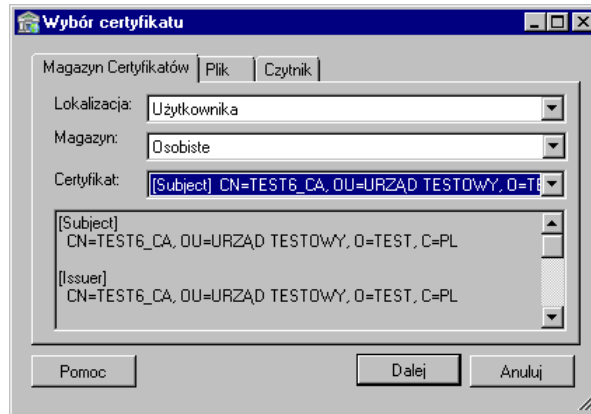 Wybór certyfikatu
Magazyn Certyfikatów Plik Czytnik
Lokalizacja: Użytkownika
Magazyn: Osobiste
Certyfikat: [Subject] CN=TEST6_CA, OU=URZĄD TESTOWY, O=TE
[Subject]
CN=TEST6_CA, OU=URZĄD TESTOWY, O=TEST, C=PL
[Issuer]
CN=TEST6_CA, OU=URZĄD TESTOWY, O=TEST, C=PL
Pomoc Dalej Anuluj